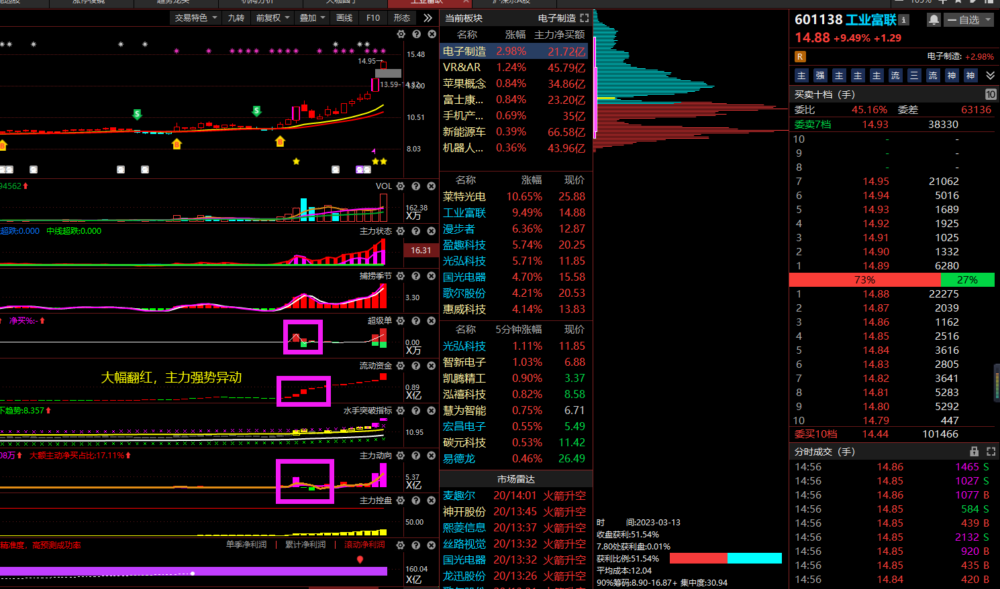 工业富联
交易特色 九转 前复权 叠加 画线 F10 形态
15.48
14.95
13.00
13.59-14.82
10.51
8.03
94562 VOL
162.38
X万
超跌:0.000 中线超跌:0.000 主力状态
16.31
捕捞季节
3.30
净买%:- 超级单
0.00
X万
流动资金
大幅翻红，主力强势异动
0.89
X亿
下趋势:8.357 水手突破指标
10.95
08万 大额主动净买占比:17.11% 主力动向
5.37
X亿
主力控盘
50.00
精准度，高预测成功率 单季净利润 累计净利润 滚动净利润
160.04
X亿
当前板块 电子制造
名称 涨幅 主力净买额
电子制造 2.98% 21.72亿
VR&AR 1.24% 45.79亿
苹果概念 0.84% 34.86亿
富士康... 0.84% 23.20亿
手机产... 0.69% 35亿
新能源车 0.39% 66.58亿
机器人... 0.36% 43.96亿
名称 涨幅 现价
莱特光电 10.65% 25.88
工业富联 9.49% 14.88
漫步者 6.36% 12.87
盈趣科技 5.74% 20.25
光弘科技 5.71% 11.85
国光电器 4.70% 15.58
歌尔股份 4.21% 20.53
惠威科技 4.14% 13.83
名称 5分钟涨幅 现价
光弘科技 1.11% 11.85
智新电子 1.03% 6.88
凯腾精工 0.90% 3.37
泓禧科技 0.82% 8.58
慧为智能 0.75% 6.71
宏昌电子 0.55% 5.49
碳元科技 0.53% 11.42
易德龙 0.46% 26.49
市场雷达
麦趣尔 20/14:01 火箭升空
神开股份 20/13:45 火箭升空
熙菱信息 20/13:37 火箭升空
丝路视觉 20/13:32 火箭升空
国光电器 20/13:32 火箭升空
龙迅股份 20/13:26 火箭升空
时 间:2023-03-13
收盘获利:51.54%
7.80处获利盘:0.01%
获利比例:51.54%
平均成本:12.04
90%筹码:8.90-16.87+ 集中度:30.94
601138 工业富联 自选
14.88 +9.49% +1.29
R 电子制造: +2.98%
主 强 主 主 主 流 三 流 神 神
买卖十档（手） 10
委比 45.16% 委差 63136
委卖7档 14.93 38330
10 - -
9 - -
8 - -
7 14.95 21062
6 14.94 5016
5 14.93 1689
4 14.92 1925
3 14.91 1025
2 14.90 1332
1 14.89 6280
73% 27%
1 14.88 22275
2 14.87 2039
3 14.86 1162
4 14.85 2516
5 14.84 3616
6 14.83 2805
7 14.82 3641
8 14.81 5283
9 14.80 5292
10 14.79 447
委买10档 14.44 101466
分时成交（手）
14:56 14.86 1465 S
14:56 14.85 1027 S
14:56 14.86 1077 B
14:56 14.85 584 S
14:56 14.85 439 B
14:56 14.85 2132 S
14:56 14.85 920 B
14:56 14.85 435 B
14:56 14.84 420 B